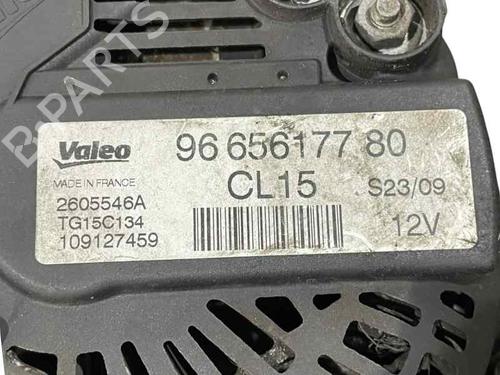 B-PARTS
Valeo
96 656177 80
MADE IN FRANCE
CL15
S23/09
2605546A
TG15C134
12V
109127459